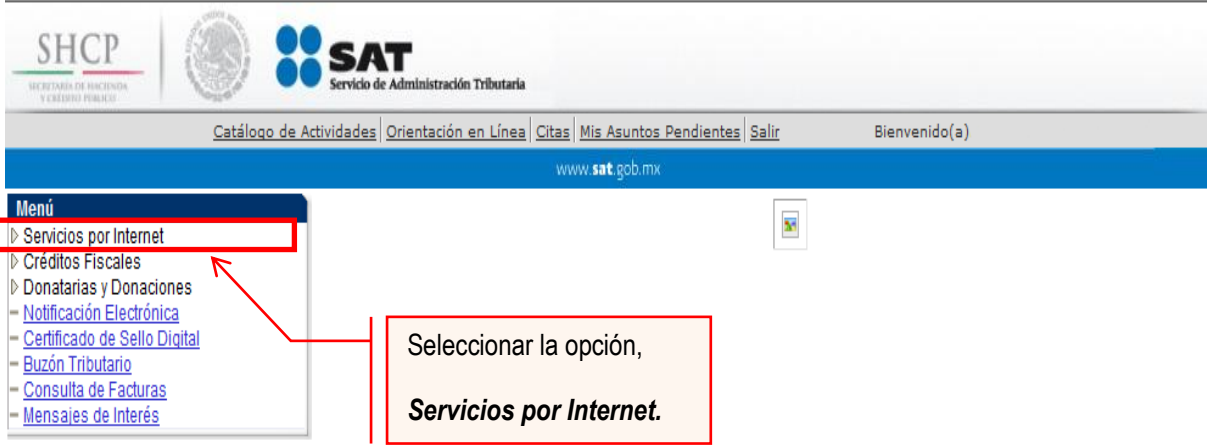 SHCP
SECRETARÍA DE HACIENDA
Y CRÉDITO PÚBLICO
SAT
Servicio de Administración Tributaria
Catálogo de Actividades Orientación en Línea Citas Mis Asuntos Pendientes Salir Bienvenido(a)
www.sat.gob.mx
Menú
Servicios por Internet
Créditos Fiscales
Donatarias y Donaciones
Notificación Electrónica
Certificado de Sello Digital
Buzón Tributario
Consulta de Facturas
Mensajes de Interés
Seleccionar la opción,
Servicios por Internet.